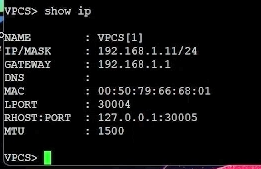 VPCS> show ip
NAME : VPCS[1]
IP/MASK : 192.168.1.11/24
GATEWAY : 192.168.1.1
DNS :
MAC : 00:50:79:66:68:01
LPORT : 30004
RHOST:PORT : 127.0.0.1:30005
MTU : 1500
VPCS>